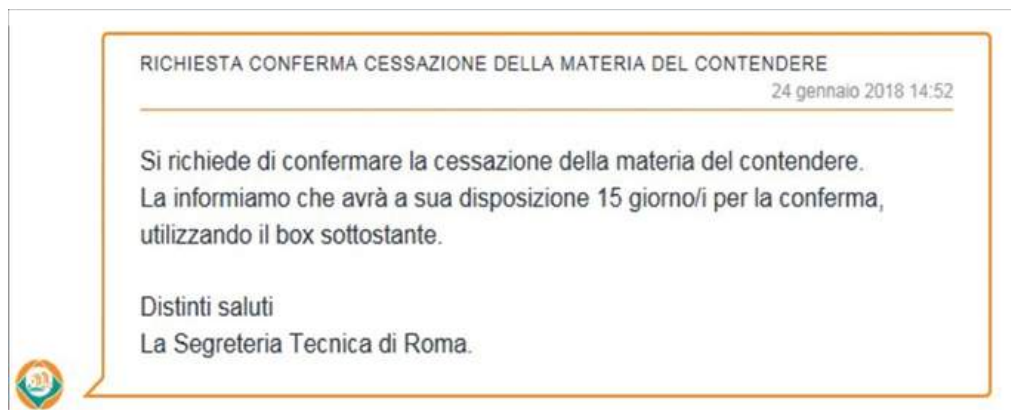 RICHIESTA CONFERMA CESSAZIONE DELLA MATERIA DEL CONTENDERE
24 gennaio 2018 14:52
Si richiede di confermare la cessazione della materia del contendere.
La informiamo che avrà a sua disposizione 15 giorno/i per la conferma,
utilizzando il box sottostante.
Distinti saluti
La Segreteria Tecnica di Roma.